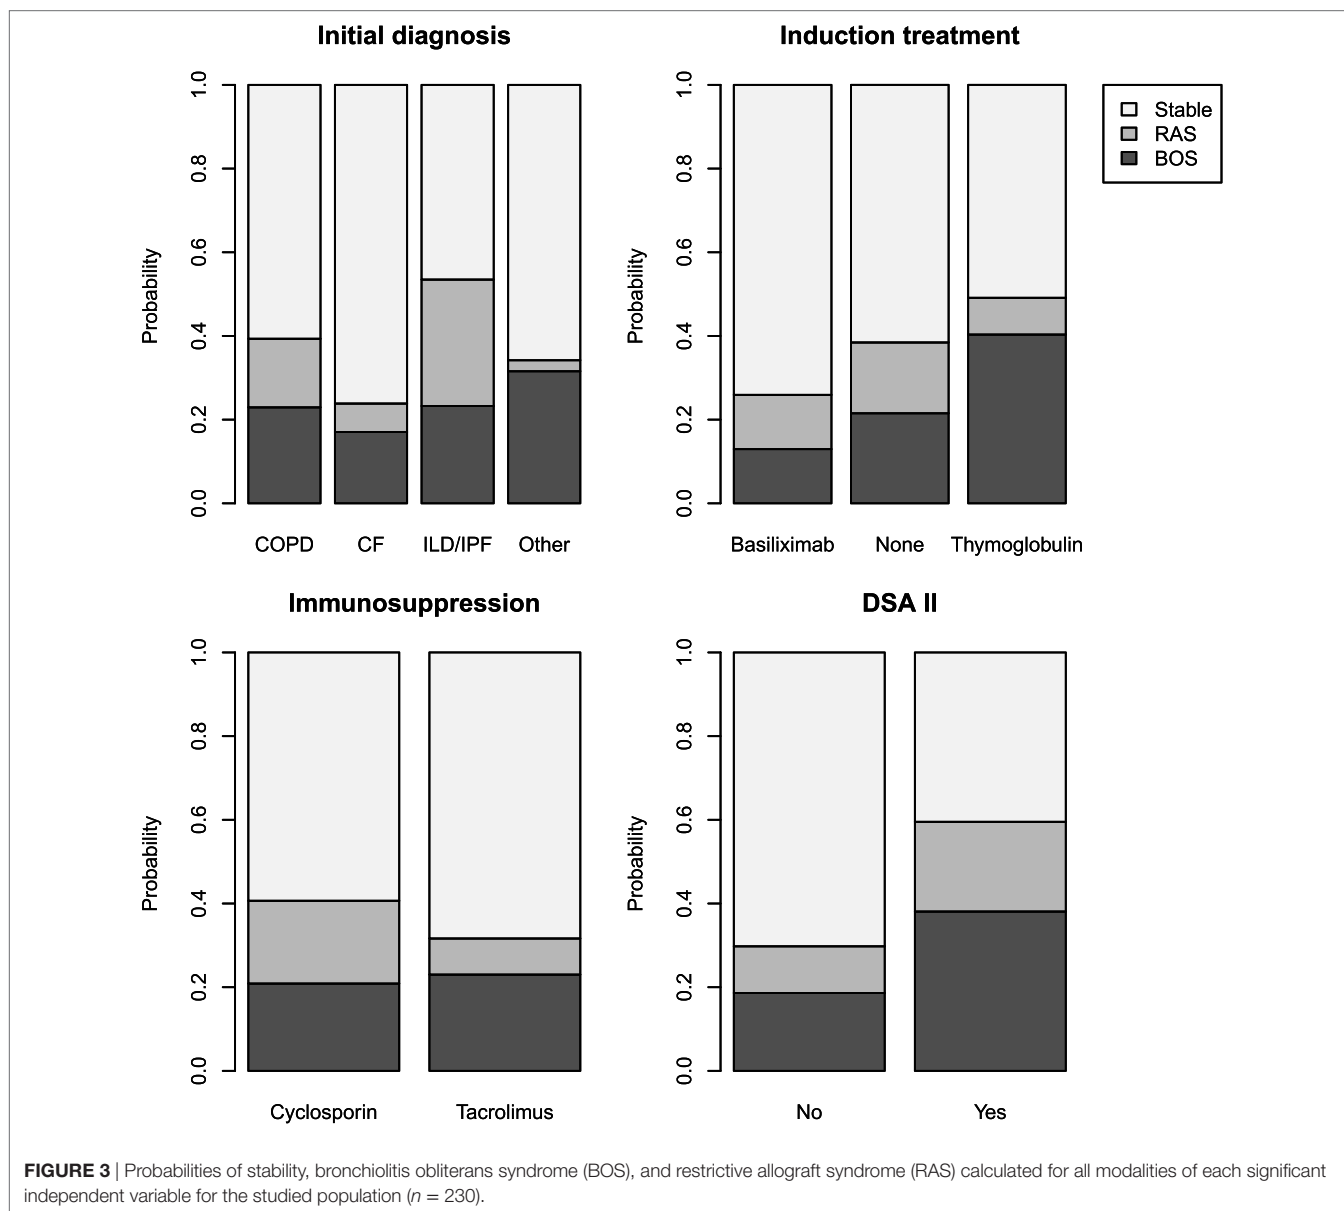 Initial diagnosis
Induction treatment
Probability
0.0 0.2 0.4 0.6 0.8 1.0
COPD CF ILD/IPF Other
Probability
0.0 0.2 0.4 0.6 0.8 1.0
Basiliximab None Thymoglobulin
Stable
RAS
BOS
Immunosuppression
DSA II
Probability
0.0 0.2 0.4 0.6 0.8 1.0
Cyclosporin Tacrolimus
Probability
0.0 0.2 0.4 0.6 0.8 1.0
No Yes
FIGURE 3 | Probabilities of stability, bronchiolitis obliterans syndrome (BOS), and restrictive allograft syndrome (RAS) calculated for all modalities of each significant
independent variable for the studied population (n = 230).